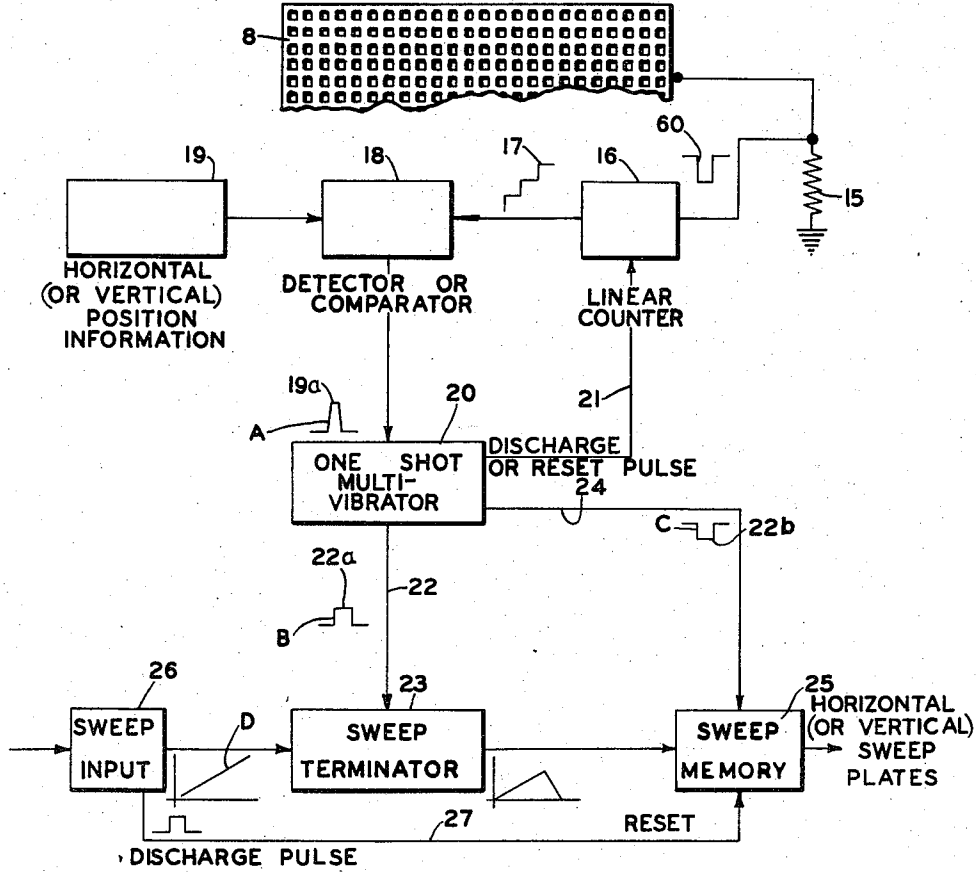 8
60
19
18
17
16
15
HORIZONTAL
(OR VERTICAL)
POSITION
INFORMATION
DETECTOR OR
COMPARATOR
LINEAR
COUNTER
19a
A
20
21
ONE SHOT
MULTI-
VIBRATOR
DISCHARGE
OR RESET PULSE
24
C
22b
22a
22
B
26
23
25
SWEEP
INPUT
D
SWEEP
TERMINATOR
SWEEP
MEMORY
HORIZONTAL
(OR VERTICAL)
SWEEP
PLATES
27
RESET
DISCHARGE PULSE